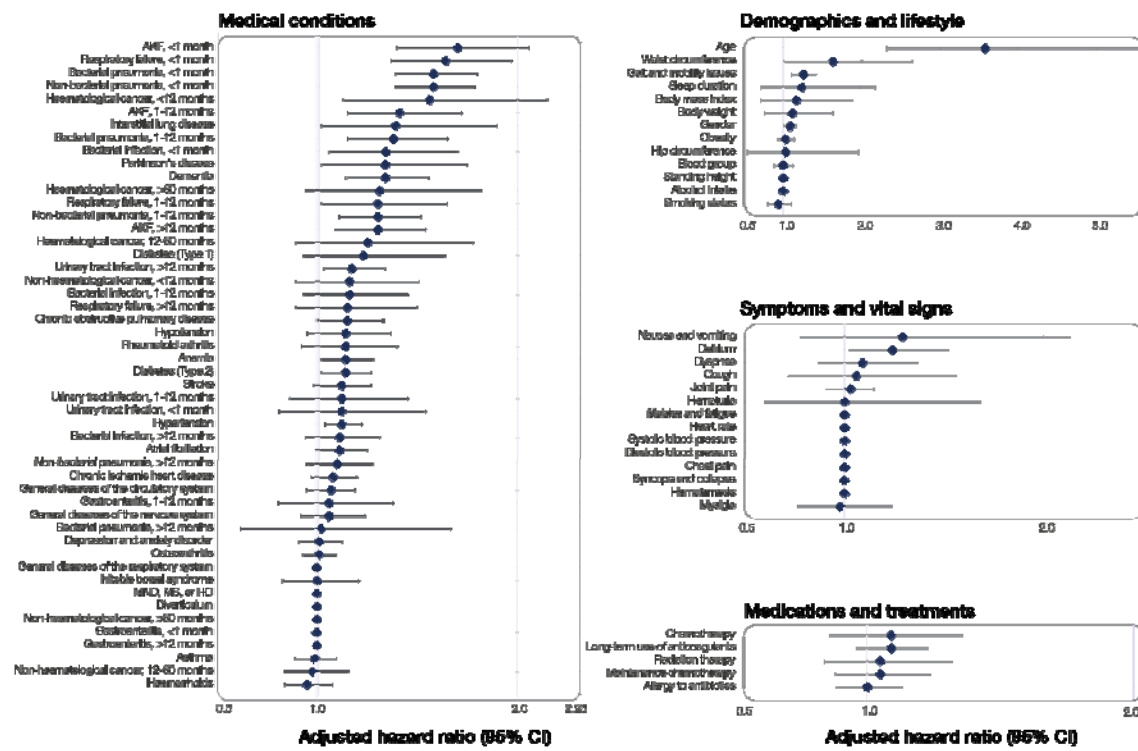 Medical conditions
AKF, <1 month
Respiratory failure, <1 month
Bacterial pneumonia, <1 month
Non-bacterial pneumonia, <1 month
Haematological cancer, <12 months
AKF, 1-12 months
Interstitial lung disease
Bacterial pneumonia, 1-12 months
Bacterial infection, <1 month
Parkinson's disease
Dementia
Haematological cancer, >60 months
Respiratory failure, 1-12 months
Non-bacterial pneumonia, 1-12 months
AKF, >12 months
Haematological cancer, 12-60 months
Diabetes (Type 1)
Urinary tract infection, >12 months
Non-haematological cancer, <12 months
Bacterial infection, 1-12 months
Respiratory failure, >12 months
Chronic obstructive pulmonary disease
Hypotension
Rheumatoid arthritis
Anemia
Diabetes (Type 2)
Stroke
Urinary tract infection, 1-12 months
Urinary tract infection, <1 month
Hypertension
Bacterial infection, >12 months
Atrial fibrillation
Non-bacterial pneumonia, >12 months
Chronic ischemic heart disease
General diseases of the circulatory system
Gastroenteritis, 1-12 months
General diseases of the nervous system
Bacterial pneumonia, >12 months
Depression and anxiety disorder
Osteoarthritis
General diseases of the respiratory system
Irritable bowel syndrome
MND, MS, or HD
Diverticulum
Non-haematological cancer, >60 months
Gastroenteritis, <1 month
Gastroenteritis, >12 months
Asthma
Non-haematological cancer, 12-60 months
Haemorrhoids
0.5 1.0 2.0
Adjusted hazard ratio (95% CI)
Demographics and lifestyle
Age
Waist circumference
Gait and mobility issues
Sleep duration
Body mass index
Body weight
Gender
Obesity
Hip circumference
Blood group
Standing height
Alcohol intake
Smoking status
0.5 1.0 2.0 3.0 4.0 5.0
Symptoms and vital signs
Nausea and vomiting
Delirium
Dyspnea
Cough
Joint pain
Hematuria
Malaise and fatigue
Heart rate
Systolic blood pressure
Diastolic blood pressure
Chest pain
Syncope and collapse
Hematemesis
Myalgia
0.5 1.0 2.0
Medications and treatments
Chemotherapy
Long-term use of anticoagulants
Radiation therapy
Maintenance chemotherapy
Allergy to antibiotics
0.5 1.0 2.0
Adjusted hazard ratio (95% CI)